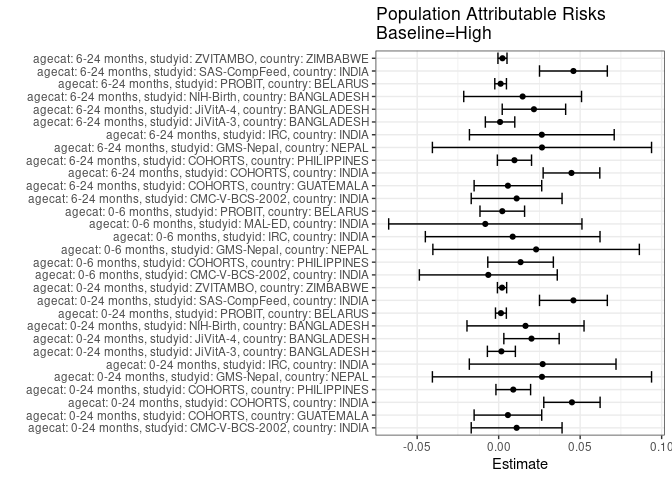 Population Attributable Risks
Baseline=High
agecat: 6-24 months, studyid: ZVITAMBO, country: ZIMBABWE
agecat: 6-24 months, studyid: SAS-CompFeed, country: INDIA
agecat: 6-24 months, studyid: PROBIT, country: BELARUS
agecat: 6-24 months, studyid: NIH-Birth, country: BANGLADESH
agecat: 6-24 months, studyid: JiVitA-4, country: BANGLADESH
agecat: 6-24 months, studyid: JiVitA-3, country: BANGLADESH
agecat: 6-24 months, studyid: IRC, country: INDIA
agecat: 6-24 months, studyid: GMS-Nepal, country: NEPAL
agecat: 6-24 months, studyid: COHORTS, country: PHILIPPINES
agecat: 6-24 months, studyid: COHORTS, country: INDIA
agecat: 6-24 months, studyid: COHORTS, country: GUATEMALA
agecat: 6-24 months, studyid: CMC-V-BCS-2002, country: INDIA
agecat: 0-6 months, studyid: PROBIT, country: BELARUS
agecat: 0-6 months, studyid: MAL-ED, country: INDIA
agecat: 0-6 months, studyid: IRC, country: INDIA
agecat: 0-6 months, studyid: GMS-Nepal, country: NEPAL
agecat: 0-6 months, studyid: COHORTS, country: PHILIPPINES
agecat: 0-6 months, studyid: CMC-V-BCS-2002, country: INDIA
agecat: 0-24 months, studyid: ZVITAMBO, country: ZIMBABWE
agecat: 0-24 months, studyid: SAS-CompFeed, country: INDIA
agecat: 0-24 months, studyid: PROBIT, country: BELARUS
agecat: 0-24 months, studyid: NIH-Birth, country: BANGLADESH
agecat: 0-24 months, studyid: JiVitA-4, country: BANGLADESH
agecat: 0-24 months, studyid: JiVitA-3, country: BANGLADESH
agecat: 0-24 months, studyid: IRC, country: INDIA
agecat: 0-24 months, studyid: GMS-Nepal, country: NEPAL
agecat: 0-24 months, studyid: COHORTS, country: PHILIPPINES
agecat: 0-24 months, studyid: COHORTS, country: INDIA
agecat: 0-24 months, studyid: COHORTS, country: GUATEMALA
agecat: 0-24 months, studyid: CMC-V-BCS-2002, country: INDIA
-0.05 0.00 0.05 0.10
Estimate